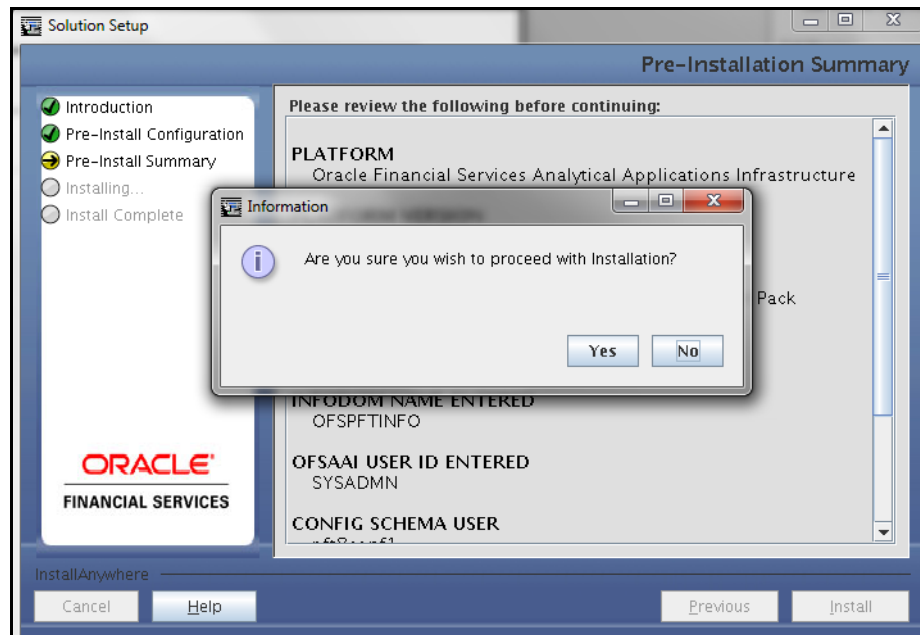 Solution Setup
Pre-Installation Summary
Introduction
Pre-Install Configuration
Pre-Install Summary
Installing...
Install Complete
Please review the following before continuing:
PLATFORM
Oracle Financial Services Analytical Applications Infrastructure
Pack
INFODOM NAME ENTERED
OFSPFTINFO
OFSAAI USER ID ENTERED
SYSADMN
CONFIG SCHEMA USER
Information
Are you sure you wish to proceed with Installation?
Yes
No
ORACLE'
FINANCIAL SERVICES
InstallAnywhere
Cancel
Help
Previous
Install